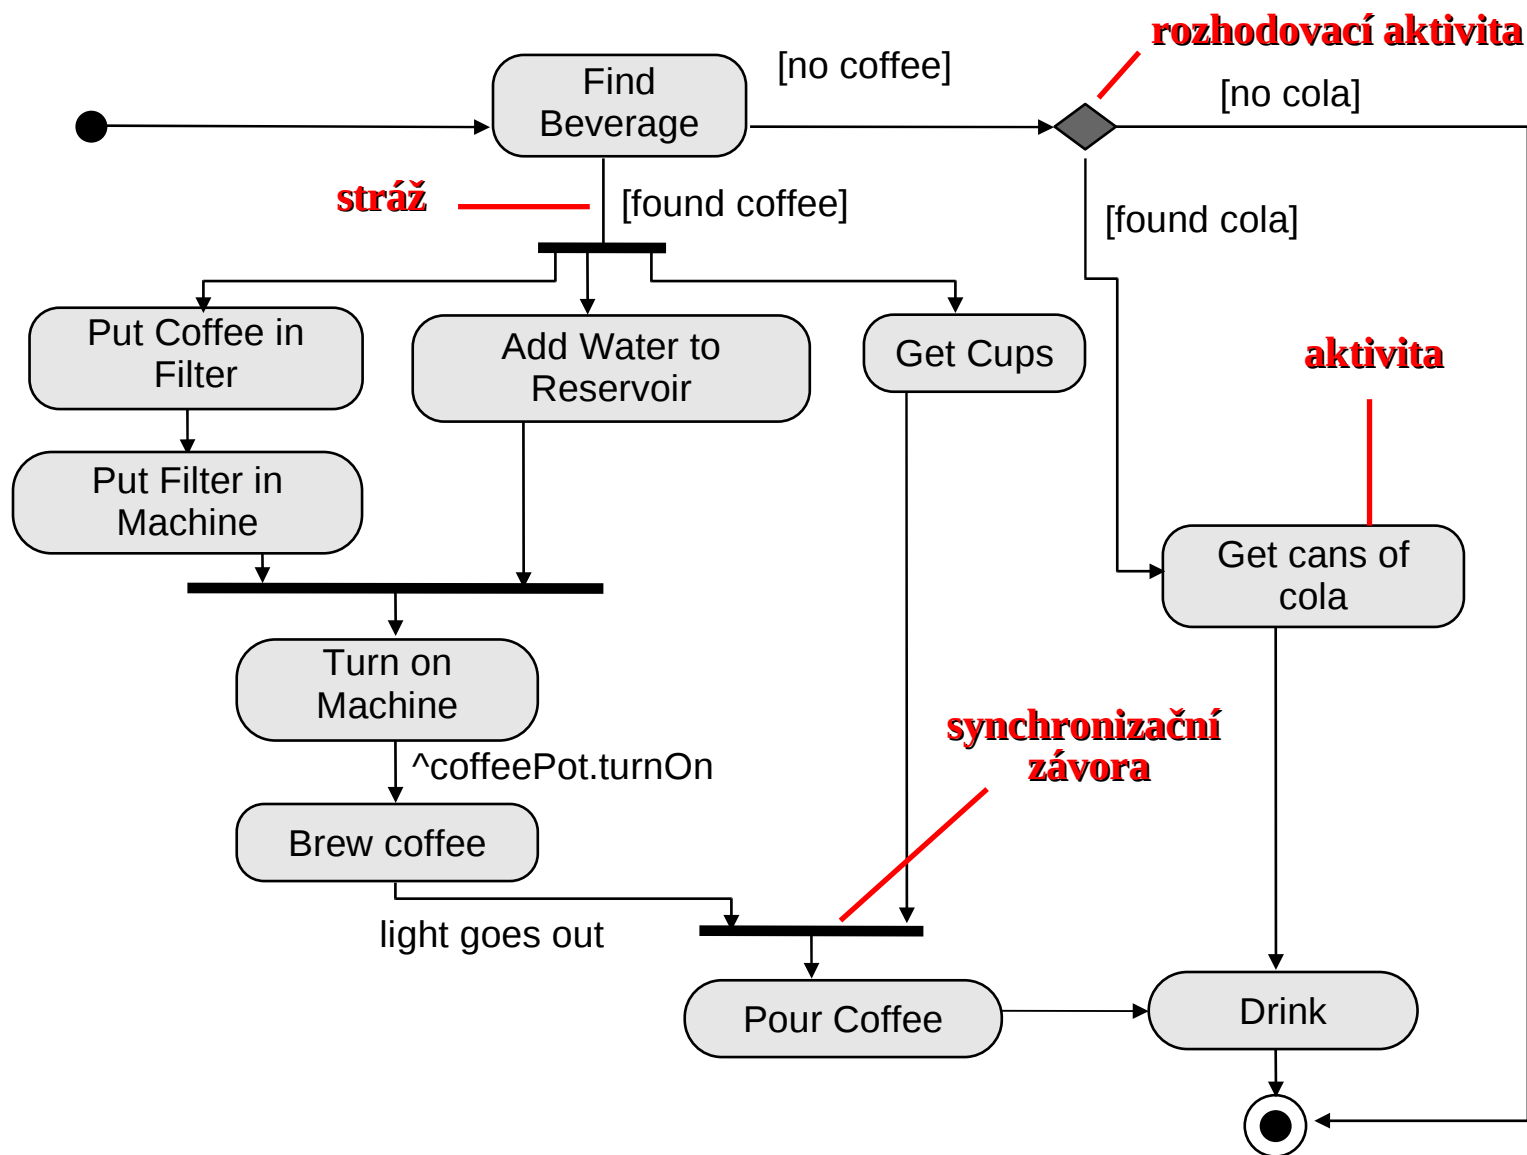 rozhodovací aktivita
Find
Beverage
[no coffee]
[no cola]
stráž
[found coffee]
[found cola]
Put Coffee in
Filter
Add Water to
Reservoir
Get Cups
aktivita
Put Filter in
Machine
Get cans of
cola
Turn on
Machine
synchronizační
závora
^coffeePot.turnOn
Brew coffee
light goes out
Pour Coffee
Drink